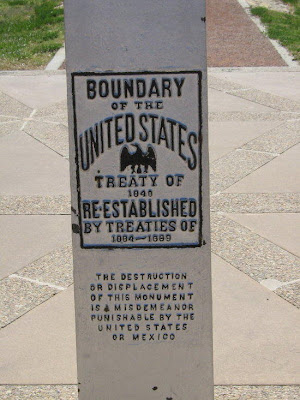 BOUNDARY
OF THE
UNITED STATES
TREATY OF
1848
RE-ESTABLISHED
BY TREATIES OF
1884—1889
THE DESTRUCTION
OR DISPLACEMENT
OF THIS MONUMENT
IS A MISDEMEANOR
PUNISHABLE BY THE
UNITED STATES
OR MEXICO